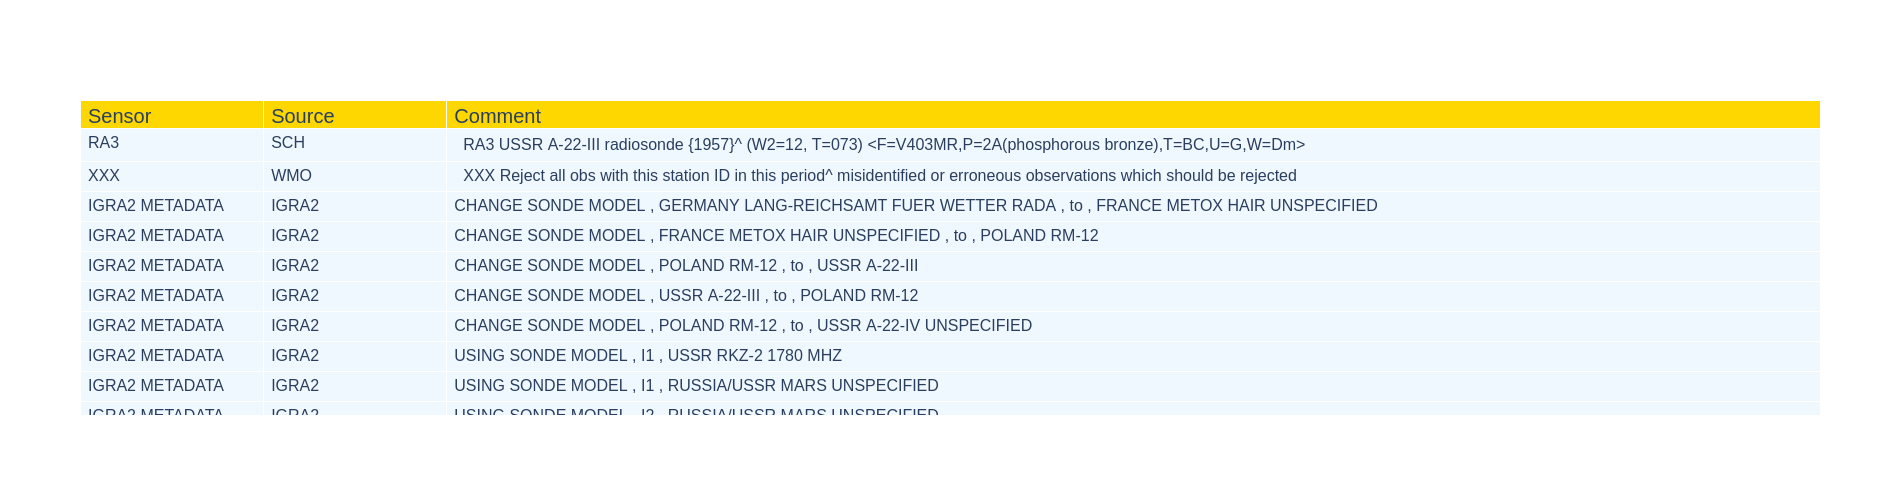 Sensor Source Comment
RA3 SCH RA3 USSR A-22-III radiosonde {1957}^ (W2=12, T=073) <F=V403MR,P=2A(phosphorous bronze),T=BC,U=G,W=Dm>
XXX WMO XXX Reject all obs with this station ID in this period^ misidentified or erroneous observations which should be rejected
IGRA2 METADATA IGRA2 CHANGE SONDE MODEL , GERMANY LANG-REICHSAMT FUER WETTER RADA , to , FRANCE METOX HAIR UNSPECIFIED
IGRA2 METADATA IGRA2 CHANGE SONDE MODEL , FRANCE METOX HAIR UNSPECIFIED , to , POLAND RM-12
IGRA2 METADATA IGRA2 CHANGE SONDE MODEL , POLAND RM-12 , to , USSR A-22-III
IGRA2 METADATA IGRA2 CHANGE SONDE MODEL , USSR A-22-III , to , POLAND RM-12
IGRA2 METADATA IGRA2 CHANGE SONDE MODEL , POLAND RM-12 , to , USSR A-22-IV UNSPECIFIED
IGRA2 METADATA IGRA2 USING SONDE MODEL , I1 , USSR RKZ-2 1780 MHZ
IGRA2 METADATA IGRA2 USING SONDE MODEL , I1 , RUSSIA/USSR MARS UNSPECIFIED
IGRA2 METADATA IGRA2 USING SONDE MODEL , I2 , RUSSIA/USSR MARS UNSPECIFIED